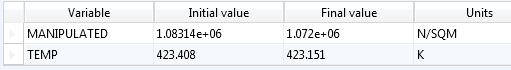 Variable Initial value Final value Units
MANIPULATED 1.08314e+06 1.072e+06 N/SQM
TEMP 423.408 423.151 K